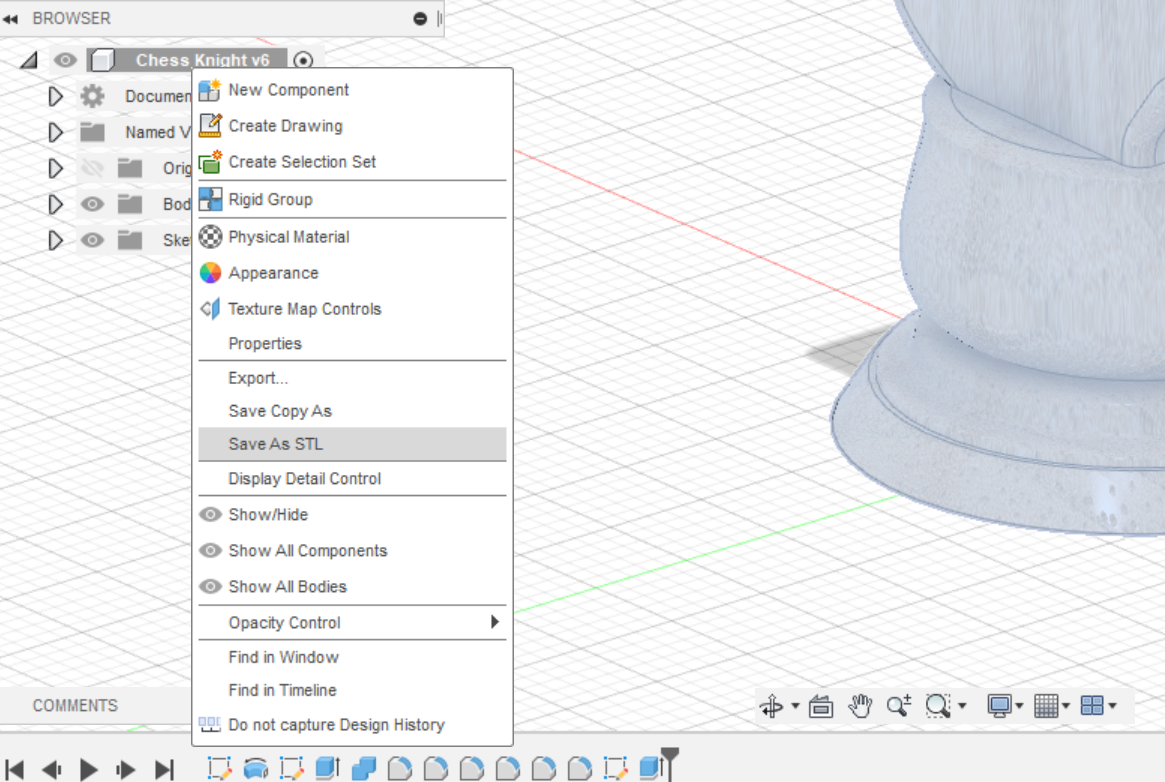 BROWSER
Chess Knight v6
Documen
Named V
Orig
Bod
Ske
New Component
Create Drawing
Create Selection Set
Rigid Group
Physical Material
Appearance
Texture Map Controls
Properties
Export...
Save Copy As
Save As STL
Display Detail Control
Show/Hide
Show All Components
Show All Bodies
Opacity Control
Find in Window
Find in Timeline
Do not capture Design History
COMMENTS